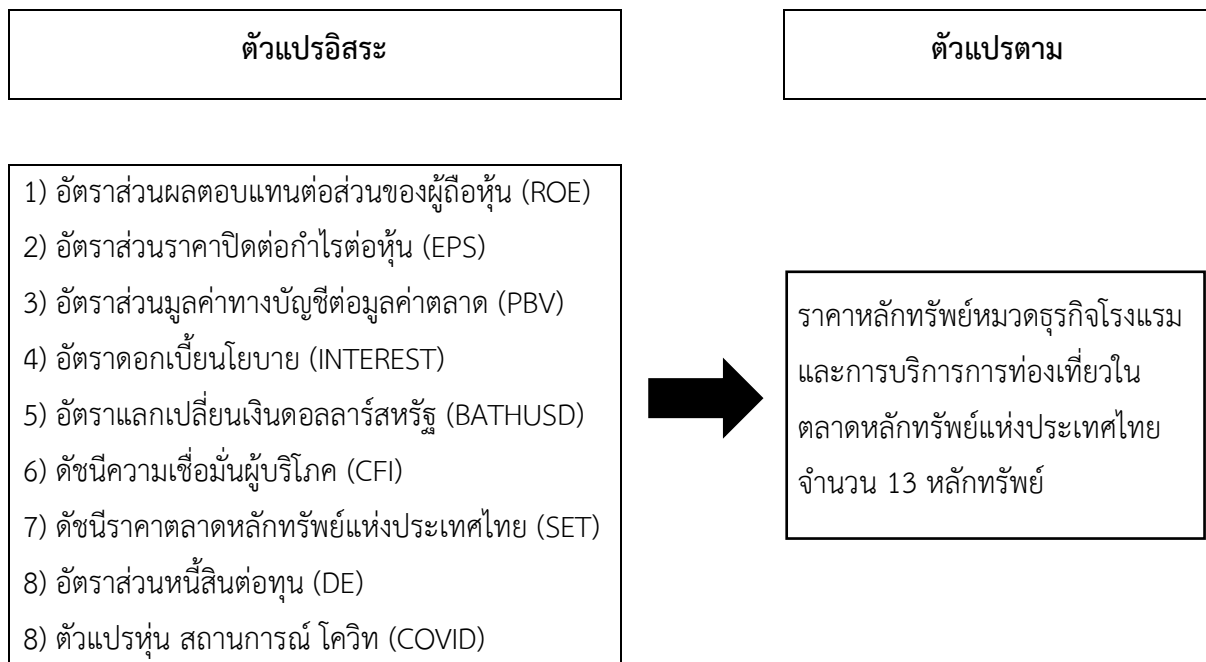 ตัวแปรอิสระ
ตัวแปรตาม
1) อัตราส่วนผลตอบแทนต่อส่วนของผู้ถือหุ้น (ROE)
2) อัตราส่วนราคาปิดต่อกำไรต่อหุ้น (EPS)
3) อัตราส่วนมูลค่าทางบัญชีต่อมูลค่าตลาด (PBV)
4) อัตราดอกเบี้ยนโยบาย (INTEREST)
5) อัตราแลกเปลี่ยนเงินดอลลาร์สหรัฐ (BATHUSD)
6) ดัชนีความเชื่อมั่นผู้บริโภค (CFI)
7) ดัชนีราคาตลาดหลักทรัพย์แห่งประเทศไทย (SET)
8) อัตราส่วนหนี้สินต่อทุน (DE)
8) ตัวแปรหุ่น สถานการณ์ โควิท (COVID)
ราคาหลักทรัพย์หมวดธุรกิจโรงแรม
และการบริการการท่องเที่ยวใน
ตลาดหลักทรัพย์แห่งประเทศไทย
จำนวน 13 หลักทรัพย์